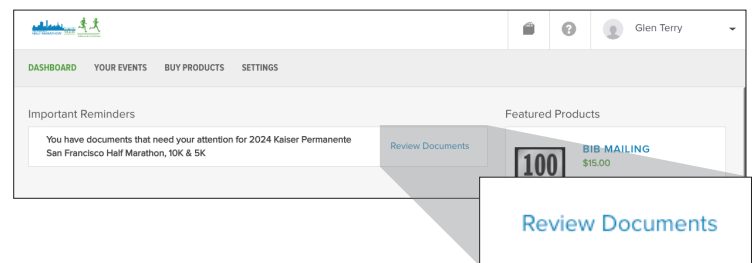 HALF MARATHON
Glen Terry
DASHBOARD YOUR EVENTS BUY PRODUCTS SETTINGS
Important Reminders
You have documents that need your attention for 2024 Kaiser Permanente
San Francisco Half Marathon, 10K & 5K
Review Documents
Featured Products
100
BIB MAILING
$15.00
Review Documents